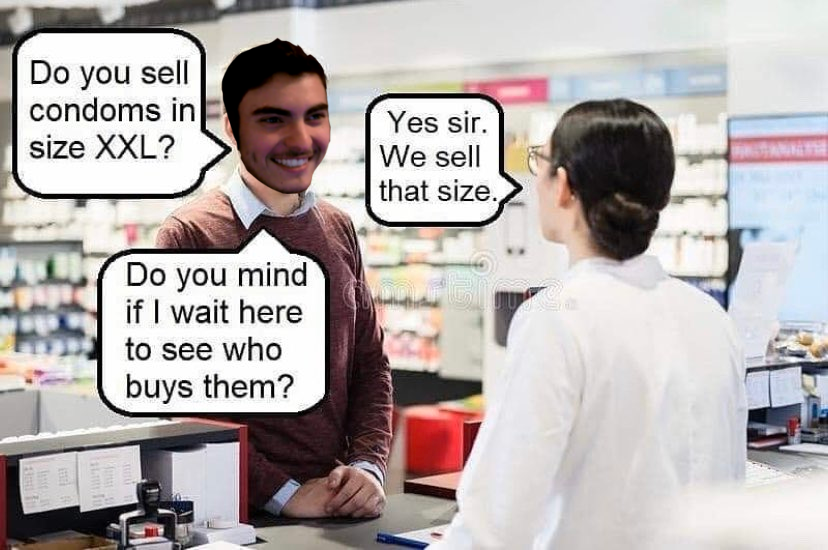 Do you sell
condoms in
size XXL?
Yes sir.
We sell
that size.
Do you mind
if I wait here
to see who
buys them?